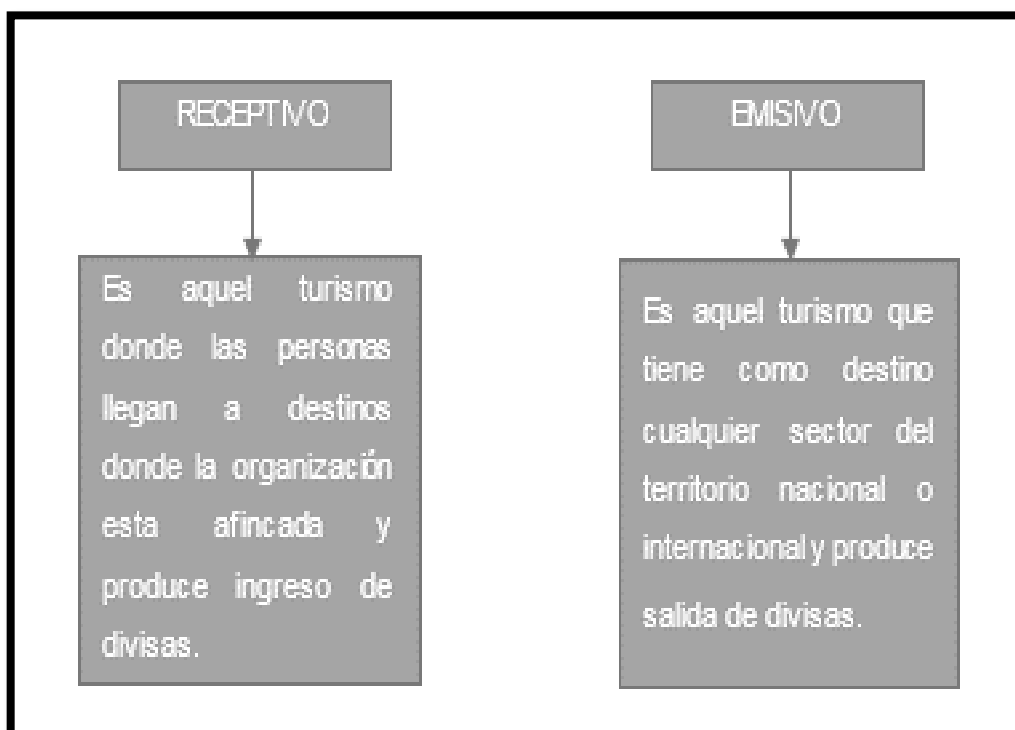 RECEPTIVO
Es aquel turismo
donde las personas
llegan a destinos
donde la organización
esta afincada y
produce ingreso de
divisas.
EMISIVO
Es aquel turismo que
tiene como destino
cualquier sector del
territorio nacional o
internacional y produce
salida de divisas.